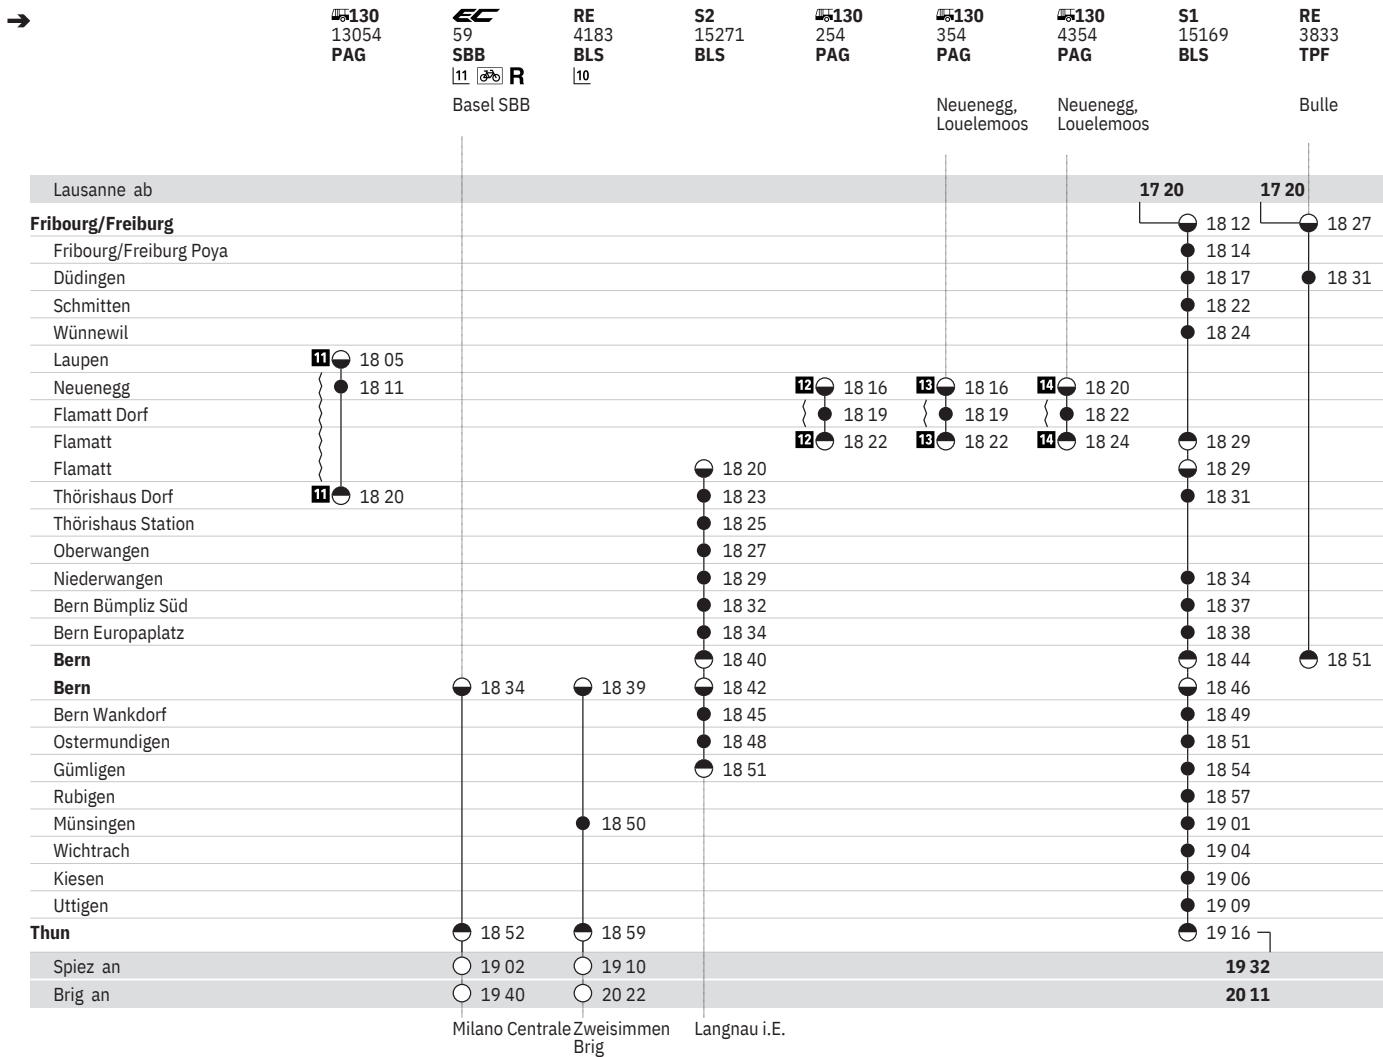 ➔ 130 EC RE S2 130 130 130 S1 RE
13054 59 4183 15271 254 354 4354 15169 3833
PAG SBB BLS BLS PAG PAG PAG BLS TPF
11 R 10
Basel SBB Neuenegg, Neuenegg, Bulle
Louelemoos Louelemoos
Lausanne ab 17 20 17 20
Fribourg/Freiburg 18 12 18 27
Fribourg/Freiburg Poya 18 14
Düdingen 18 17 18 31
Schmitten 18 22
Wünnewil 18 24
Laupen 11 18 05
Neuenegg 18 11 12 18 16 13 18 16 14 18 20
Flamatt Dorf 18 19 18 19 18 22
Flamatt 12 18 22 13 18 22 14 18 24 18 29
Flamatt 18 20 18 29
Thörishaus Dorf 11 18 20 18 23 18 31
Thörishaus Station 18 25
Oberwangen 18 27
Niederwangen 18 29 18 34
Bern Bümpliz Süd 18 32 18 37
Bern Europaplatz 18 34 18 38
Bern 18 40 18 44 18 51
Bern 18 34 18 39 18 42 18 46
Bern Wankdorf 18 45 18 49
Ostermundigen 18 48 18 51
Gümligen 18 51 18 54
Rubigen 18 57
Münsingen 18 50 19 01
Wichtrach 19 04
Kiesen 19 06
Uttigen 19 09
Thun 18 52 18 59 19 16
Spiez an 19 02 19 10 19 32
Brig an 19 40 20 22 20 11
Milano Centrale Zweisimmen Langnau i.E.
Brig